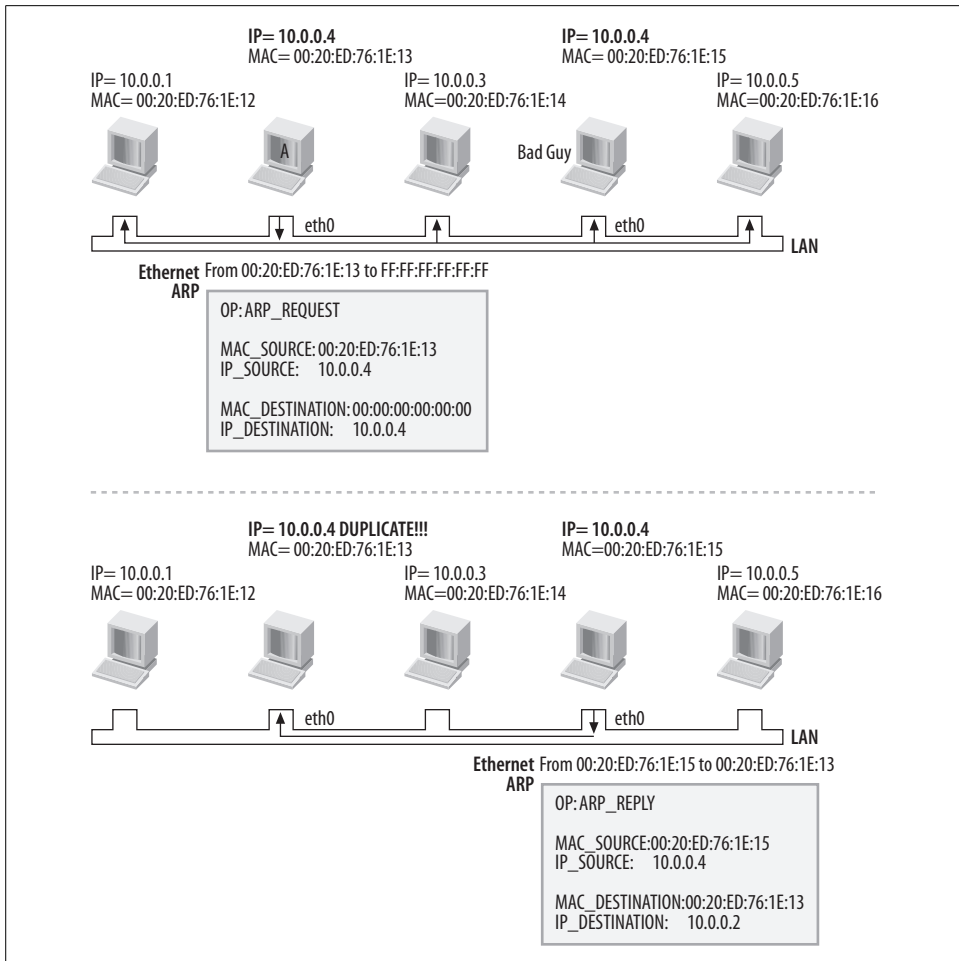 IP= 10.0.0.4
MAC= 00:20:ED:76:1E:13
IP= 10.0.0.4
MAC= 00:20:ED:76:1E:15
IP= 10.0.0.1
MAC= 00:20:ED:76:1E:12
IP= 10.0.0.3
MAC=00:20:ED:76:1E:14
IP= 10.0.0.5
MAC=00:20:ED:76:1E:16
A
Bad Guy
eth0
eth0
LAN
Ethernet From 00:20:ED:76:1E:13 to FF:FF:FF:FF:FF:FF
ARP
OP: ARP_REQUEST
MAC_SOURCE: 00:20:ED:76:1E:13
IP_SOURCE: 10.0.0.4
MAC_DESTINATION: 00:00:00:00:00:00
IP_DESTINATION: 10.0.0.4
IP= 10.0.0.4 DUPLICATE!!!
MAC= 00:20:ED:76:1E:13
IP= 10.0.0.4
MAC=00:20:ED:76:1E:15
IP= 10.0.0.1
MAC= 00:20:ED:76:1E:12
IP= 10.0.0.3
MAC=00:20:ED:76:1E:14
IP= 10.0.0.5
MAC= 00:20:ED:76:1E:16
eth0
eth0
LAN
Ethernet From 00:20:ED:76:1E:15 to 00:20:ED:76:1E:13
ARP
OP: ARP_REPLY
MAC_SOURCE:00:20:ED:76:1E:15
IP_SOURCE: 10.0.0.4
MAC_DESTINATION:00:20:ED:76:1E:13
IP_DESTINATION: 10.0.0.2